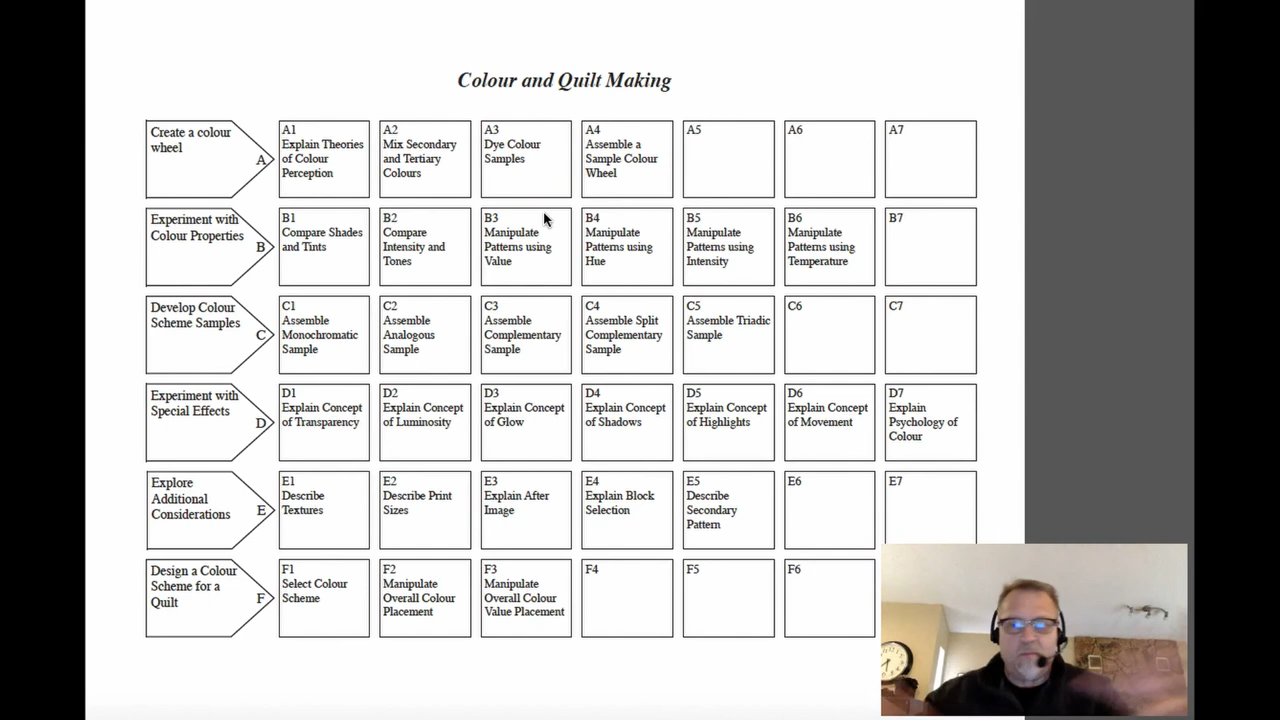 Colour and Quilt Making
Create a colour
wheel
A
A1
Explain Theories
of Colour
Perception
A2
Mix Secondary
and Tertiary
Colours
A3
Dye Colour
Samples
A4
Assemble a
Sample Colour
Wheel
A5
A6
A7
Experiment with
Colour Properties
B
B1
Compare Shades
and Tints
B2
Compare
Intensity and
Tones
B3
Manipulate
Patterns using
Value
B4
Manipulate
Patterns using
Hue
B5
Manipulate
Patterns using
Intensity
B6
Manipulate
Patterns using
Temperature
B7
Develop Colour
Scheme Samples
C
C1
Assemble
Monochromatic
Sample
C2
Assemble
Analogous
Sample
C3
Assemble
Complementary
Sample
C4
Assemble Split
Complementary
Sample
C5
Assemble Triadic
Sample
C6
C7
Experiment with
Special Effects
D
D1
Explain Concept
of Transparency
D2
Explain Concept
of Luminosity
D3
Explain Concept
of Glow
D4
Explain Concept
of Shadows
D5
Explain Concept
of Highlights
D6
Explain Concept
of Movement
D7
Explain
Psychology of
Colour
Explore
Additional
Considerations
E
E1
Describe
Textures
E2
Describe Print
Sizes
E3
Explain After
Image
E4
Explain Block
Selection
E5
Describe
Secondary
Pattern
E6
E7
Design a Colour
Scheme for a
Quilt
F
F1
Select Colour
Scheme
F2
Manipulate
Overall Colour
Placement
F3
Manipulate
Overall Colour
Value Placement
F4
F5
F6